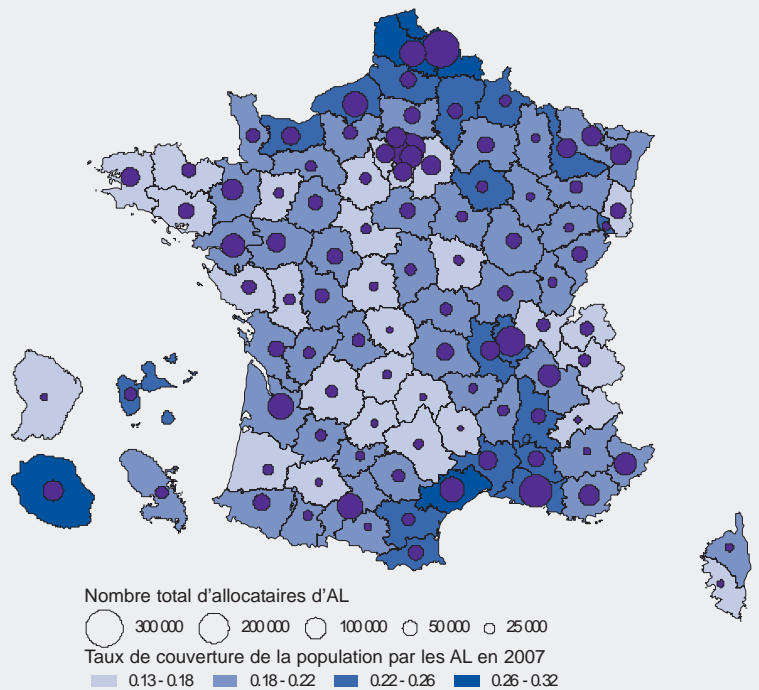 Nombre total d'allocataires d'AL
300 000 200 000 100 000 50 000 25 000
Taux de couverture de la population par les AL en 2007
0.13 - 0.18 0.18 - 0.22 0.22 - 0.26 0.26 - 0.32